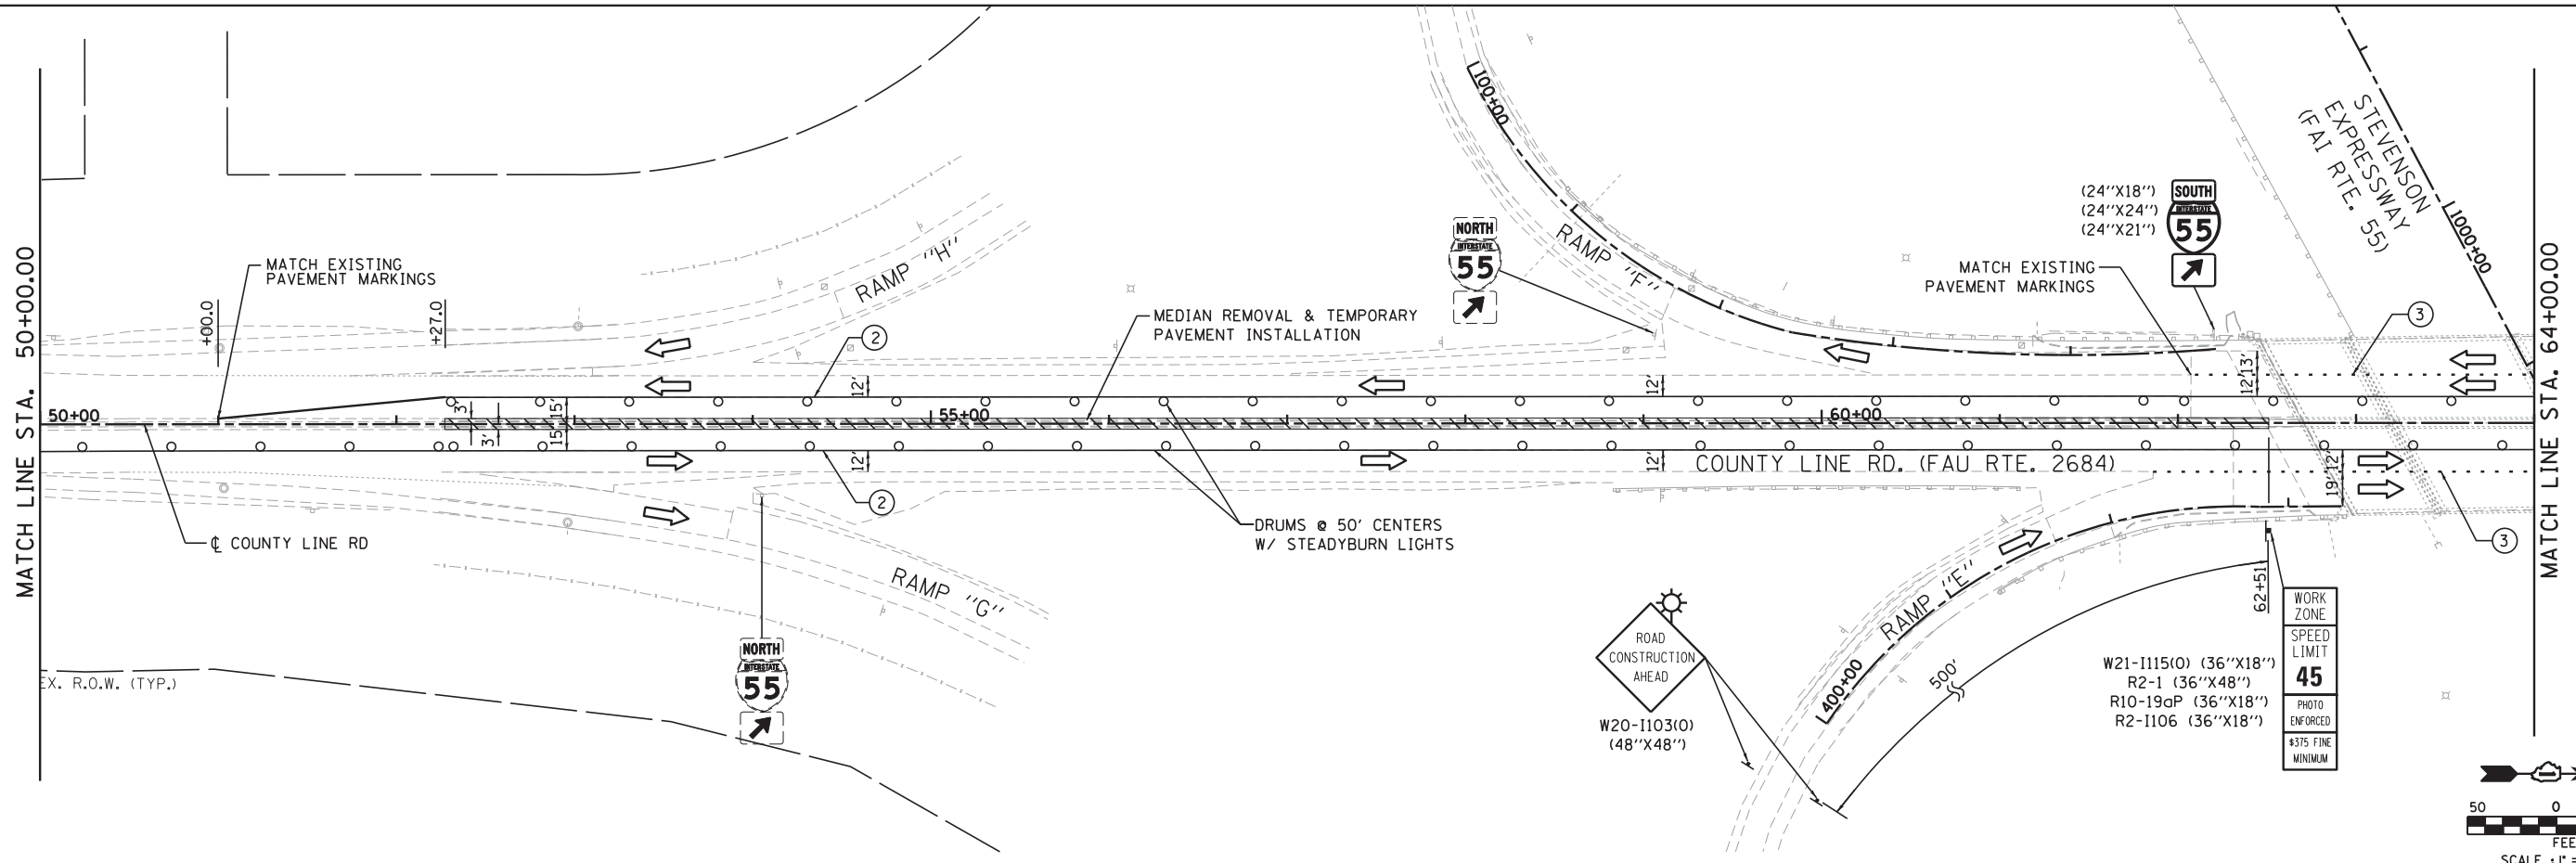 MATCH LINE STA. 50+00.00
MATCH EXISTING
PAVEMENT MARKINGS
+00.0
+27.0
RAMP "H"
2
MEDIAN REMOVAL & TEMPORARY
PAVEMENT INSTALLATION
NORTH
INTERSTATE
55
100+00
RAMP "F"
(24"X18")
(24"X24")
(24"X21")
SOUTH
INTERSTATE
55
MATCH EXISTING
PAVEMENT MARKINGS
STEVENSON
EXPRESSWAY
(FAI RTE. 55)
1000+00
3
MATCH LINE STA. 64+00.00
50+00
3'
3'
15'
15'
12'
12'
55+00
12'
12'
60+00
12'
13'
19'
12'
COUNTY LINE RD. (FAU RTE. 2684)
℄ COUNTY LINE RD
2
DRUMS @ 50' CENTERS
W/ STEADYBURN LIGHTS
3
RAMP "G"
RAMP "E"
400+00
500'
62+51
EX. R.O.W. (TYP.)
NORTH
INTERSTATE
55
ROAD
CONSTRUCTION
AHEAD
W20-I103(O)
(48"X48")
W21-I115(O) (36"X18")
R2-1 (36"X48")
R10-19aP (36"X18")
R2-I106 (36"X18")
WORK
ZONE
SPEED
LIMIT
45
PHOTO
ENFORCED
$375 FINE
MINIMUM
50
0